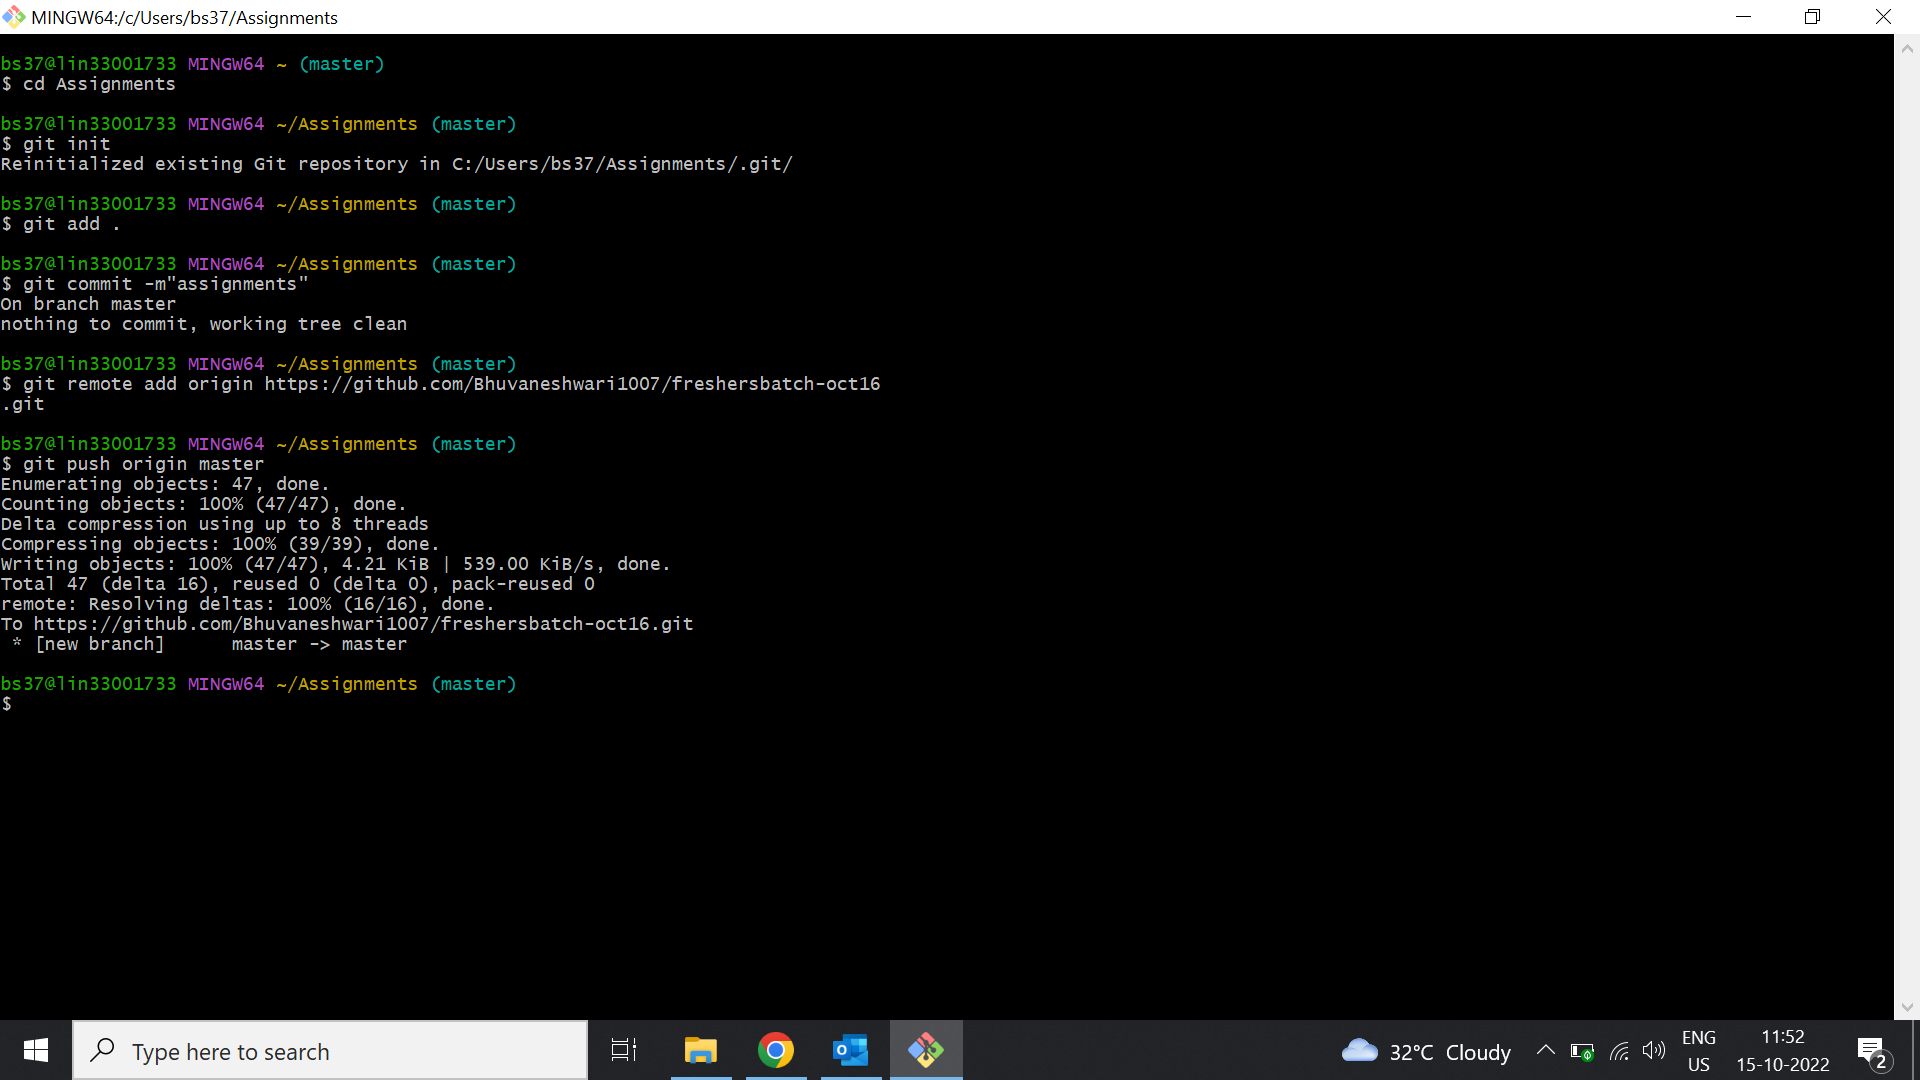 MINGW64:/c/Users/bs37/Assignments
bs37@lin33001733 MINGW64 ~ (master)
$ cd Assignments
bs37@lin33001733 MINGW64 ~/Assignments (master)
$ git init
Reinitialized existing Git repository in C:/Users/bs37/Assignments/.git/
bs37@lin33001733 MINGW64 ~/Assignments (master)
$ git add .
bs37@lin33001733 MINGW64 ~/Assignments (master)
$ git commit -m"assignments"
On branch master
nothing to commit, working tree clean
bs37@lin33001733 MINGW64 ~/Assignments (master)
$ git remote add origin https://github.com/Bhuvaneshwari1007/freshersbatch-oct16
.git
bs37@lin33001733 MINGW64 ~/Assignments (master)
$ git push origin master
Enumerating objects: 47, done.
Counting objects: 100% (47/47), done.
Delta compression using up to 8 threads
Compressing objects: 100% (39/39), done.
Writing objects: 100% (47/47), 4.21 KiB | 539.00 KiB/s, done.
Total 47 (delta 16), reused 0 (delta 0), pack-reused 0
remote: Resolving deltas: 100% (16/16), done.
To https://github.com/Bhuvaneshwari1007/freshersbatch-oct16.git
 * [new branch]      master -> master
bs37@lin33001733 MINGW64 ~/Assignments (master)
$
Type here to search
32°C Cloudy
ENG
US
11:52
15-10-2022
2